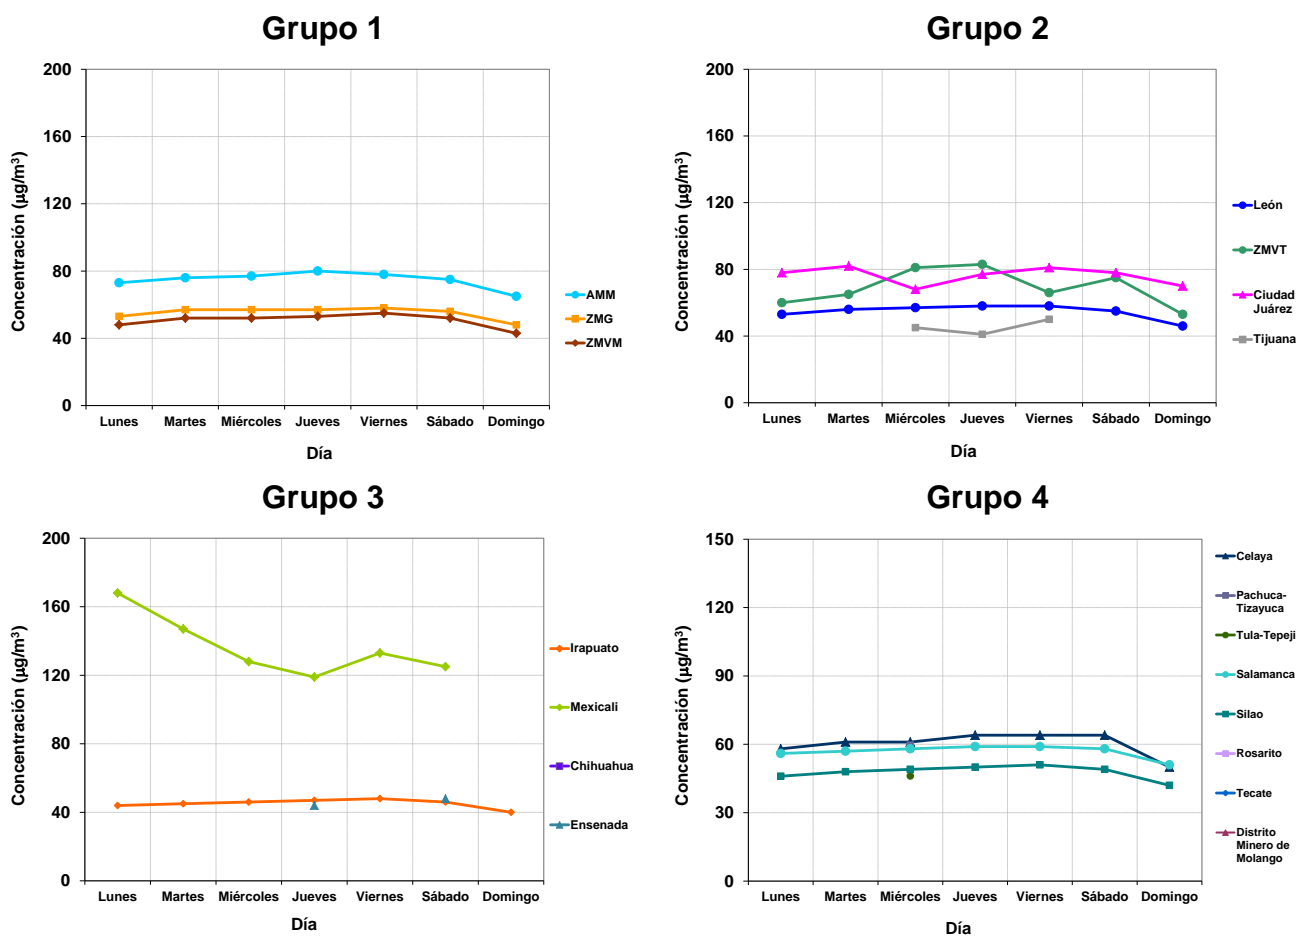 Grupo 1
200
160
120
80
40
0
Concentración (µg/m³)
Lunes Martes Miércoles Jueves Viernes Sábado Domingo
Día
AMM
ZMG
ZMVM
Grupo 2
200
160
120
80
40
0
Concentración (µg/m³)
Lunes Martes Miércoles Jueves Viernes Sábado Domingo
Día
León
ZMVT
Ciudad
Juárez
Tijuana
Grupo 3
200
160
120
80
40
0
Concentración (µg/m³)
Lunes Martes Miércoles Jueves Viernes Sábado Domingo
Día
Irapuato
Mexicali
Chihuahua
Ensenada
Grupo 4
150
120
90
60
30
0
Concentración (µg/m³)
Lunes Martes Miércoles Jueves Viernes Sábado Domingo
Día
Celaya
Pachuca-
Tizayuca
Tula-Tepeji
Salamanca
Silao
Rosarito
Tecate
Distrito
Minero de
Molango